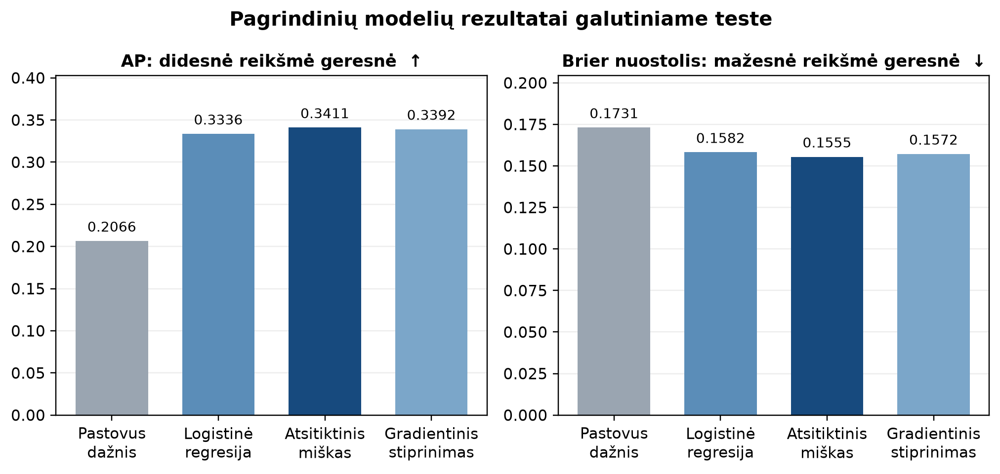 Pagrindinių modelių rezultatai galutiniame teste
AP: didesnė reikšmė geresnė ↑
0.40
0.35
0.30
0.25
0.20
0.15
0.10
0.05
0.00
0.2066
0.3336
0.3411
0.3392
Pastovus
dažnis
Logistinė
regresija
Atsitiktinis
miškas
Gradientinis
stiprinimas
Brier nuostolis: mažesnė reikšmė geresnė ↓
0.200
0.175
0.150
0.125
0.100
0.075
0.050
0.025
0.000
0.1731
0.1582
0.1555
0.1572
Pastovus
dažnis
Logistinė
regresija
Atsitiktinis
miškas
Gradientinis
stiprinimas